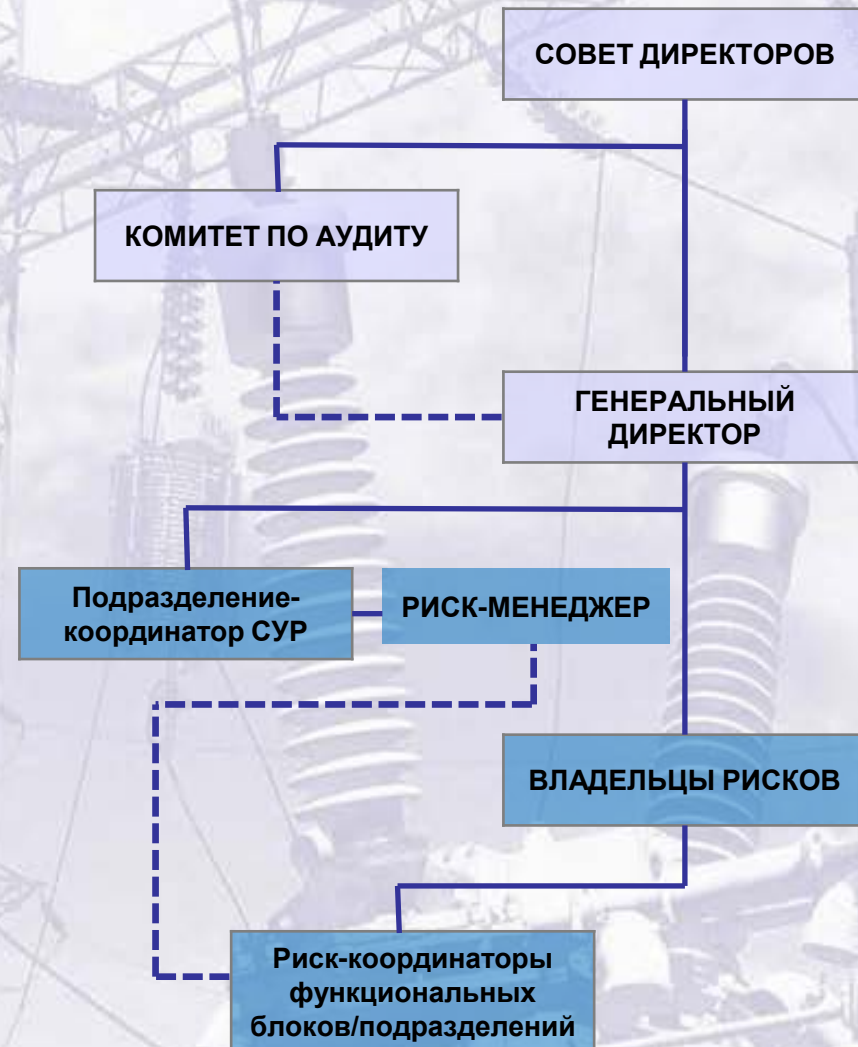 СОВЕТ ДИРЕКТОРОВ
КОМИТЕТ ПО АУДИТУ
ГЕНЕРАЛЬНЫЙ
ДИРЕКТОР
Подразделение-
координатор СУР
РИСК-МЕНЕДЖЕР
ВЛАДЕЛЬЦЫ РИСКОВ
Риск-координаторы
функциональных
блоков/подразделений